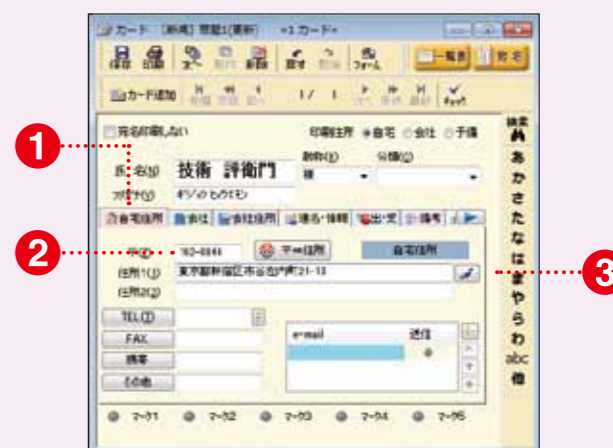 カード [新規] 問題1(更新) =1 カード=
保存 印刷 次へ 削除 戻す フォーム 一覧表 宛名
カード追加 1/ 1 チェック
宛名印刷しない 印刷住所 自宅 会社 予備
氏 名(N) 技術 評衛門 敬称(K) 様 分類(Q)
フリガナ(V) ギジュツ ヒョウエモン
1
自宅住所 会社 会社住所 連名・情報 備考
2
〒(Z) 162-0846 〒⇔住所 自宅住所
住所1(J) 東京都新宿区市谷左内町21-13
3
住所2(2)
TEL(T)
FAX e-mail 送信
携帯
その他
マーク1 マーク2 マーク3 マーク4 マーク5
検索
あ
か
さ
た
な
は
ま
や
ら
わ
abc
他